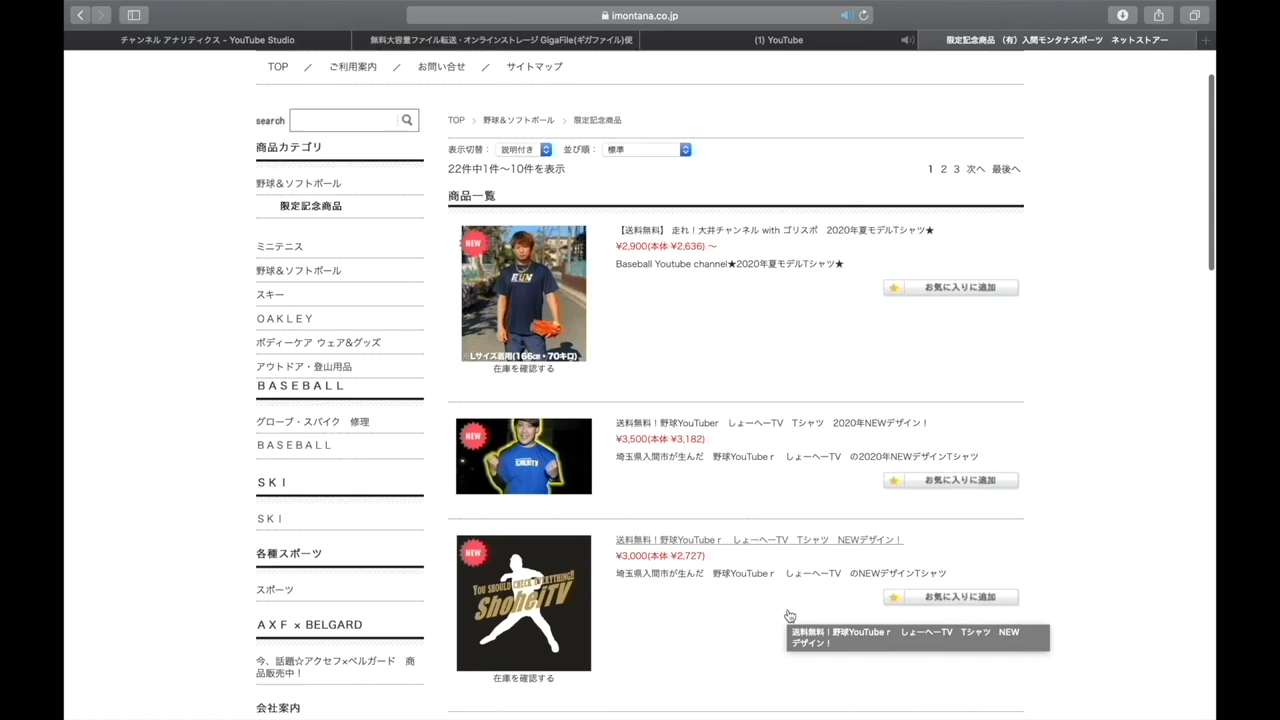 imontana.co.jp
チャンネル アナリティクス - YouTube Studio
無料大容量ファイル転送・オンラインストレージ GigaFile(ギガファイル)便
(1) YouTube
限定記念商品 （有）入間モンタナスポーツ　ネットストアー
TOP ／ ご利用案内 ／ お問い合せ ／ サイトマップ
search
商品カテゴリ
野球＆ソフトボール
限定記念商品
ミニテニス
野球＆ソフトボール
スキー
ＯＡＫＬＥＹ
ボディーケア ウェア&グッズ
アウトドア・登山用品
ＢＡＳＥＢＡＬＬ
グローブ・スパイク　修理
ＢＡＳＥＢＡＬＬ
ＳＫＩ
ＳＫＩ
各種スポーツ
スポーツ
ＡＸＦ × BELGARD
今、話題☆アクセフ×ベルガード　商
品販売中！
会社案内
TOP > 野球＆ソフトボール > 限定記念商品
表示切替： 説明付き 並び順： 標準
22件中1件〜10件を表示
1 2 3 次へ 最後へ
商品一覧
NEW
RUN
Lサイズ着用(166㎝・70キロ)
在庫を確認する
【送料無料】 走れ！大井チャンネル with ゴリスポ　2020年夏モデルTシャツ★
¥2,900(本体 ¥2,636) 〜
Baseball Youtube channel★2020年夏モデルTシャツ★
お気に入りに追加
NEW
SHOHEITV
送料無料！野球YouTuber　しょーへーTV　Tシャツ　2020年NEWデザイン！
¥3,500(本体 ¥3,182)
埼玉県入間市が生んだ　野球YouTubeｒ　しょーへーTV　の2020年NEWデザインTシャツ
お気に入りに追加
NEW
YOU SHOULD CHECK EVERYTHING!!
ShoheiTV
在庫を確認する
送料無料！野球YouTubeｒ　しょーへーTV　Tシャツ　NEWデザイン！
¥3,000(本体 ¥2,727)
埼玉県入間市が生んだ　野球YouTubeｒ　しょーへーTV　のNEWデザインTシャツ
お気に入りに追加
送料無料！野球YouTubeｒ　しょーへーTV　Tシャツ　NEW
デザイン！